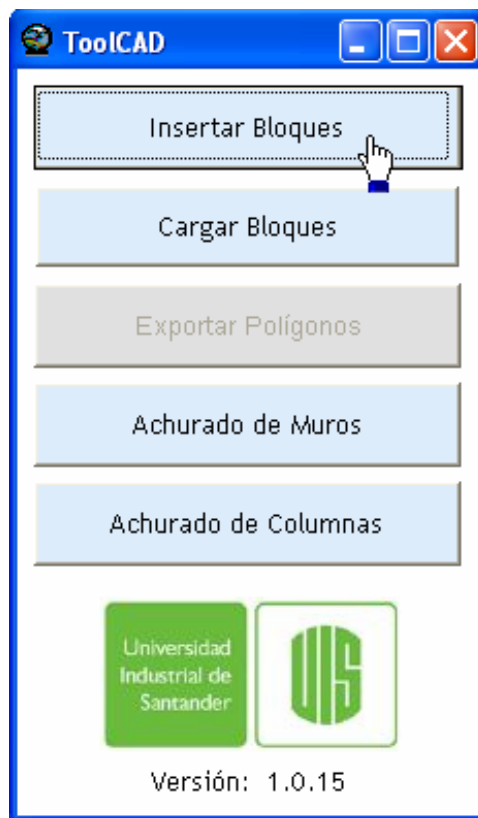 ToolCAD
Insertar Bloques
Cargar Bloques
Exportar Polígonos
Achurado de Muros
Achurado de Columnas
Universidad
Industrial de
Santander
UIS
Versión: 1.0.15